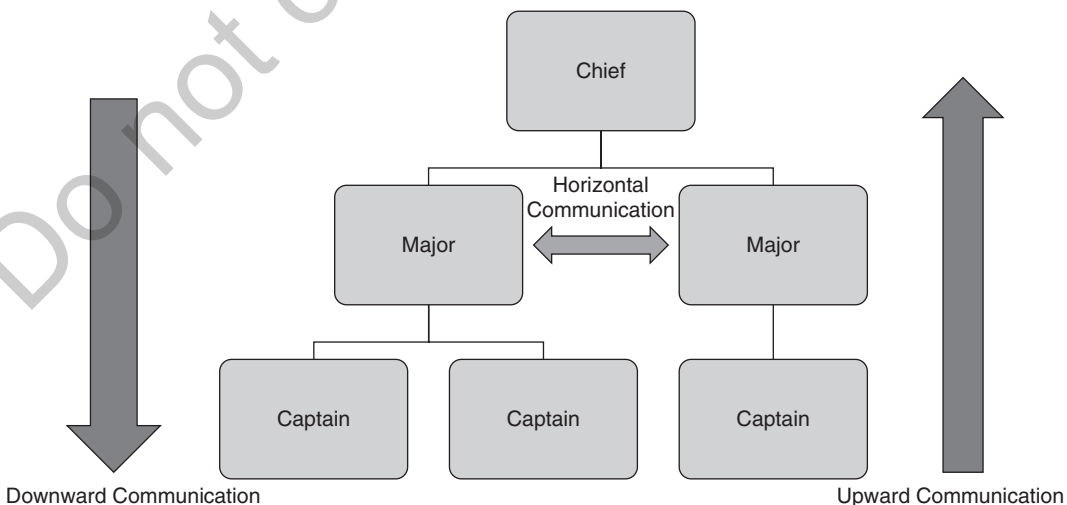 Do not c
Chief
Horizontal
Communication
Major
Major
Captain
Captain
Captain
Downward Communication
Upward Communication